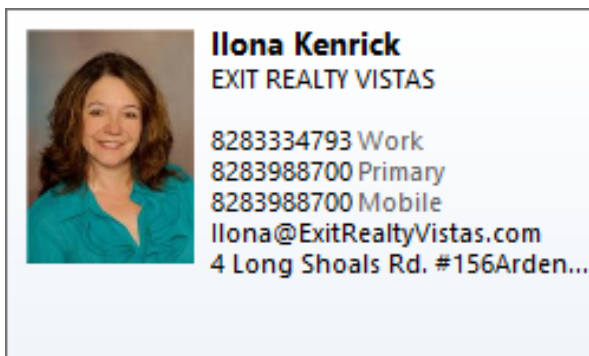 Ilona Kenrick
EXIT REALTY VISTAS
8283334793 Work
8283988700 Primary
8283988700 Mobile
Ilona@ExitRealtyVistas.com
4 Long Shoals Rd. #156Arden...